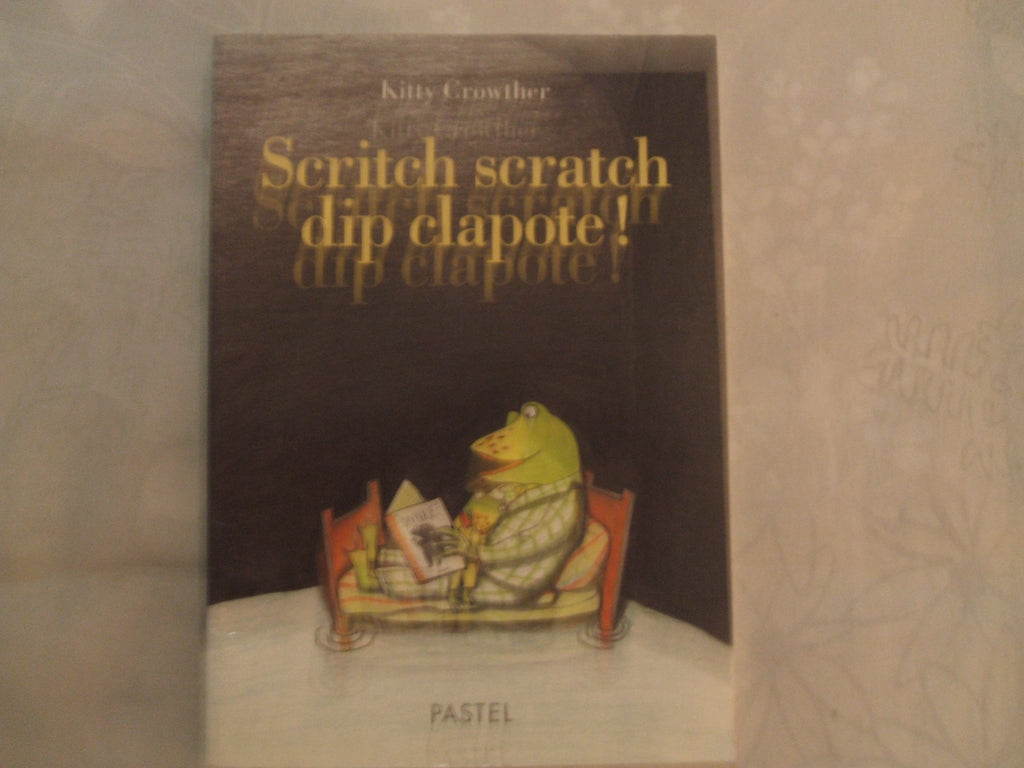 Kitty Crowther
Scritch scratch
dip clapote !
PASTEL